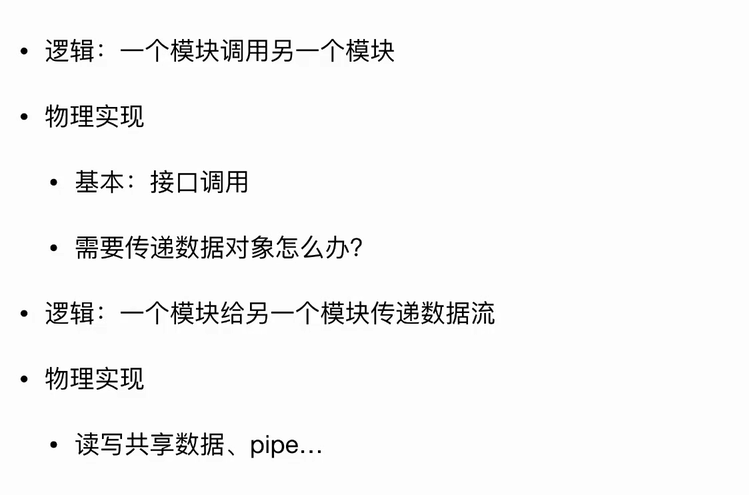 • 逻辑：一个模块调用另一个模块
• 物理实现
• 基本：接口调用
• 需要传递数据对象怎么办？
• 逻辑：一个模块给另一个模块传递数据流
• 物理实现
• 读写共享数据、pipe…